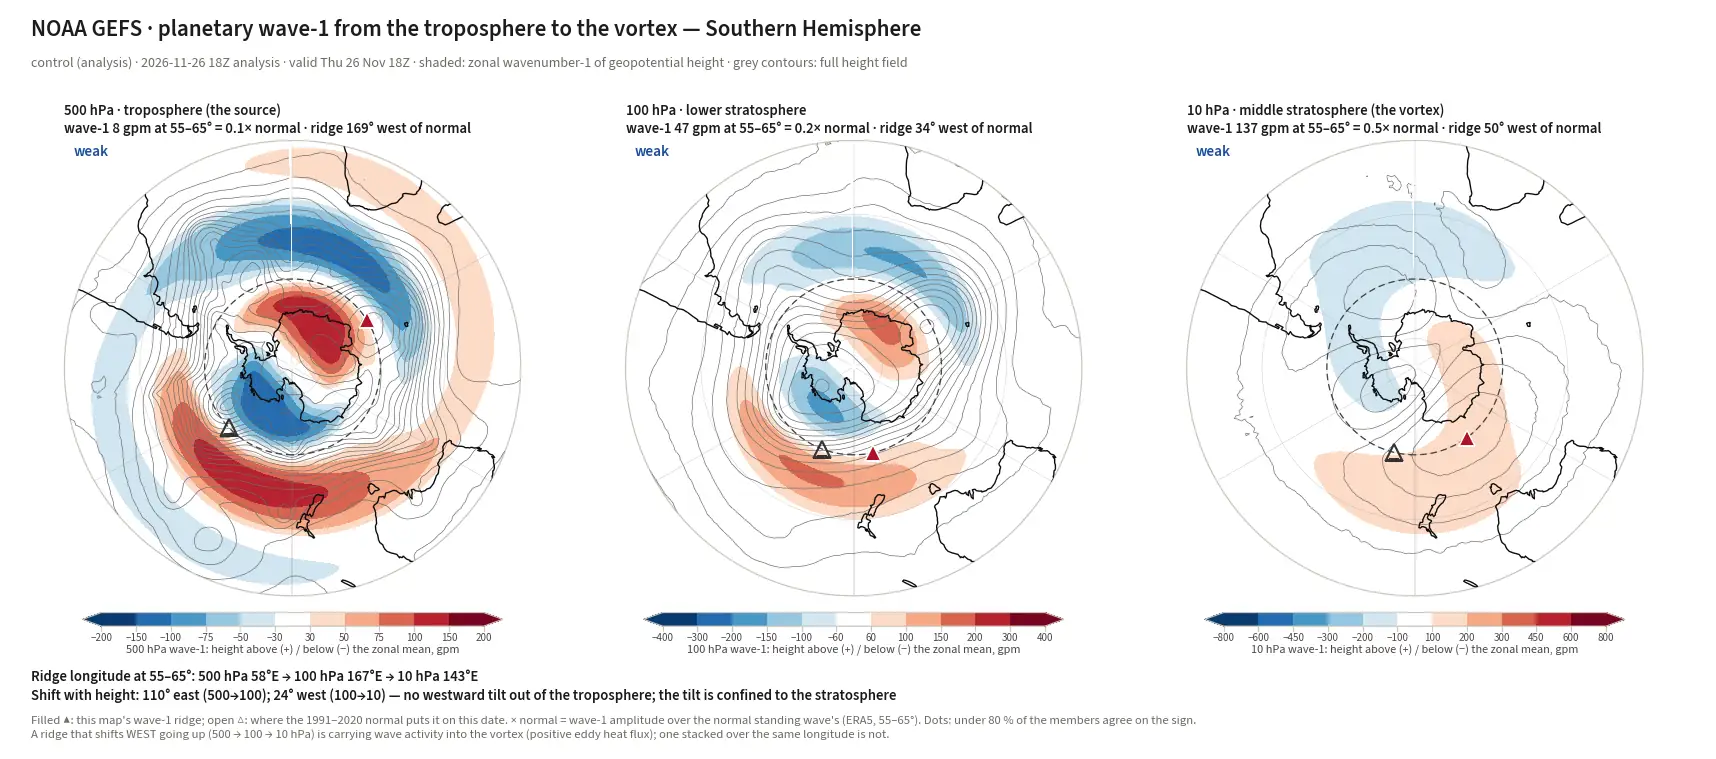 NOAA GEFS · planetary wave-1 from the troposphere to the vortex — Southern Hemisphere
control (analysis) · 2026-11-26 18Z analysis · valid Thu 26 Nov 18Z · shaded: zonal wavenumber-1 of geopotential height · grey contours: full height field
500 hPa · troposphere (the source)
wave-1 8 gpm at 55–65° = 0.1× normal · ridge 169° west of normal
weak
100 hPa · lower stratosphere
wave-1 47 gpm at 55–65° = 0.2× normal · ridge 34° west of normal
weak
10 hPa · middle stratosphere (the vortex)
wave-1 137 gpm at 55–65° = 0.5× normal · ridge 50° west of normal
weak
−200 −150 −100 −75 −50 −30 30 50 75 100 150 200
500 hPa wave-1: height above (+) / below (−) the zonal mean, gpm
−400 −300 −200 −150 −100 −60 60 100 150 200 300 400
100 hPa wave-1: height above (+) / below (−) the zonal mean, gpm
−800 −600 −450 −300 −200 −100 100 200 300 450 600 800
10 hPa wave-1: height above (+) / below (−) the zonal mean, gpm
Ridge longitude at 55–65°: 500 hPa 58°E → 100 hPa 167°E → 10 hPa 143°E
Shift with height: 110° east (500→100); 24° west (100→10) — no westward tilt out of the troposphere; the tilt is confined to the stratosphere
Filled ▲: this map's wave-1 ridge; open △: where the 1991–2020 normal puts it on this date. × normal = wave-1 amplitude over the normal standing wave's (ERA5, 55–65°). Dots: under 80 % of the members agree on the sign.
A ridge that shifts WEST going up (500 → 100 → 10 hPa) is carrying wave activity into the vortex (positive eddy heat flux); one stacked over the same longitude is not.